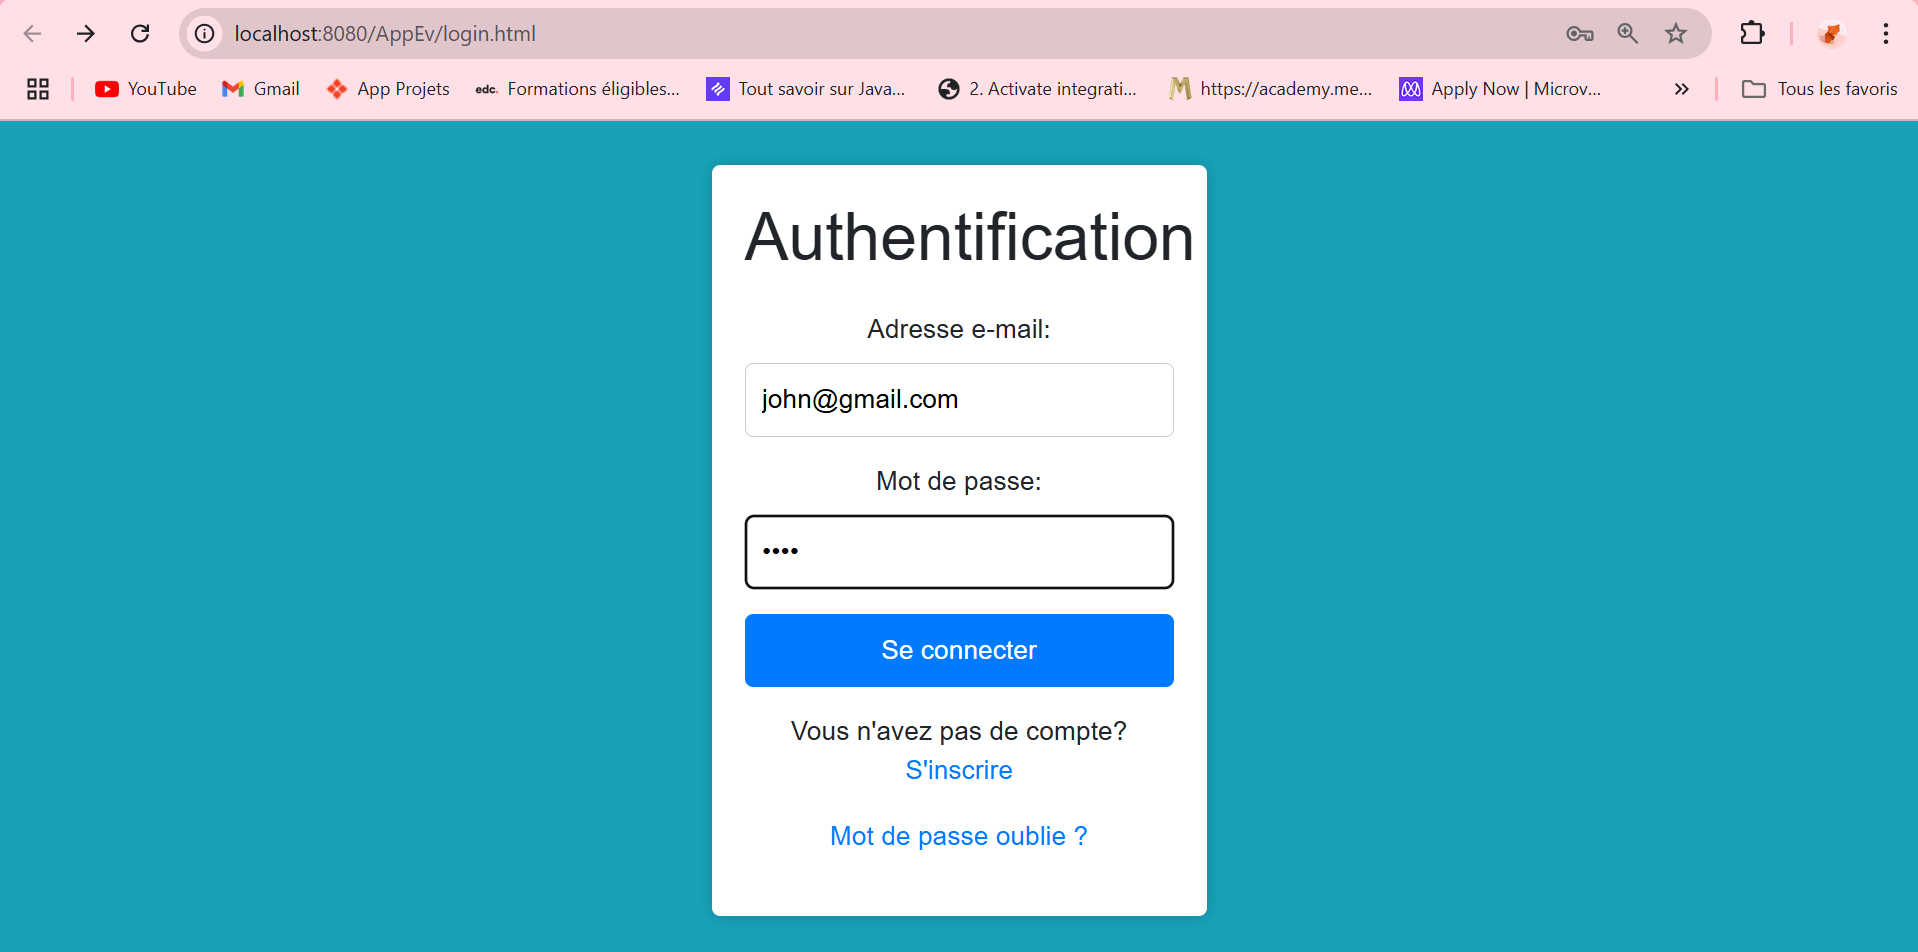 localhost:8080/AppEv/login.html
YouTube Gmail App Projets edc. Formations éligibles... Tout savoir sur Java... 2. Activate integrati... https://academy.me... Apply Now | Microv... Tous les favoris
Authentification
Adresse e-mail:
john@gmail.com
Mot de passe:
••••
Se connecter
Vous n'avez pas de compte?
S'inscrire
Mot de passe oublie ?